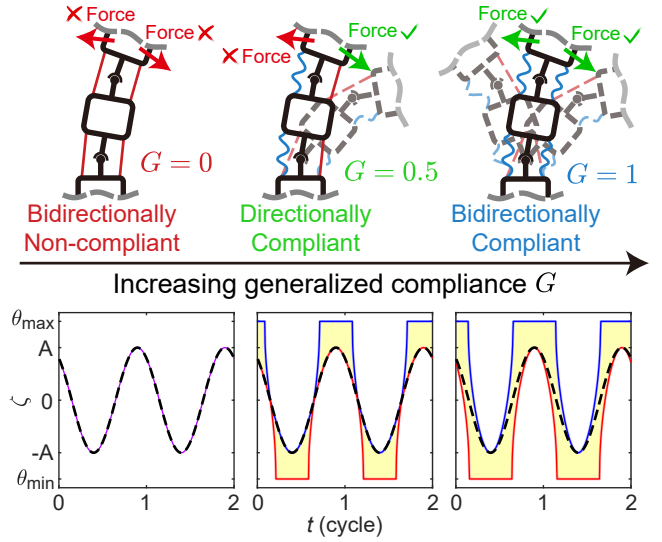 ✗ Force
Force ✗
✗ Force
Force ✓
Force ✓
Force ✓
G = 0
G = 0.5
G = 1
Bidirectionally
Non-compliant
Directionally
Compliant
Bidirectionally
Compliant
Increasing generalized compliance G
θmax
A
ζ 0
-A
θmin
0 1 2
0 1 2
0 1 2
t (cycle)